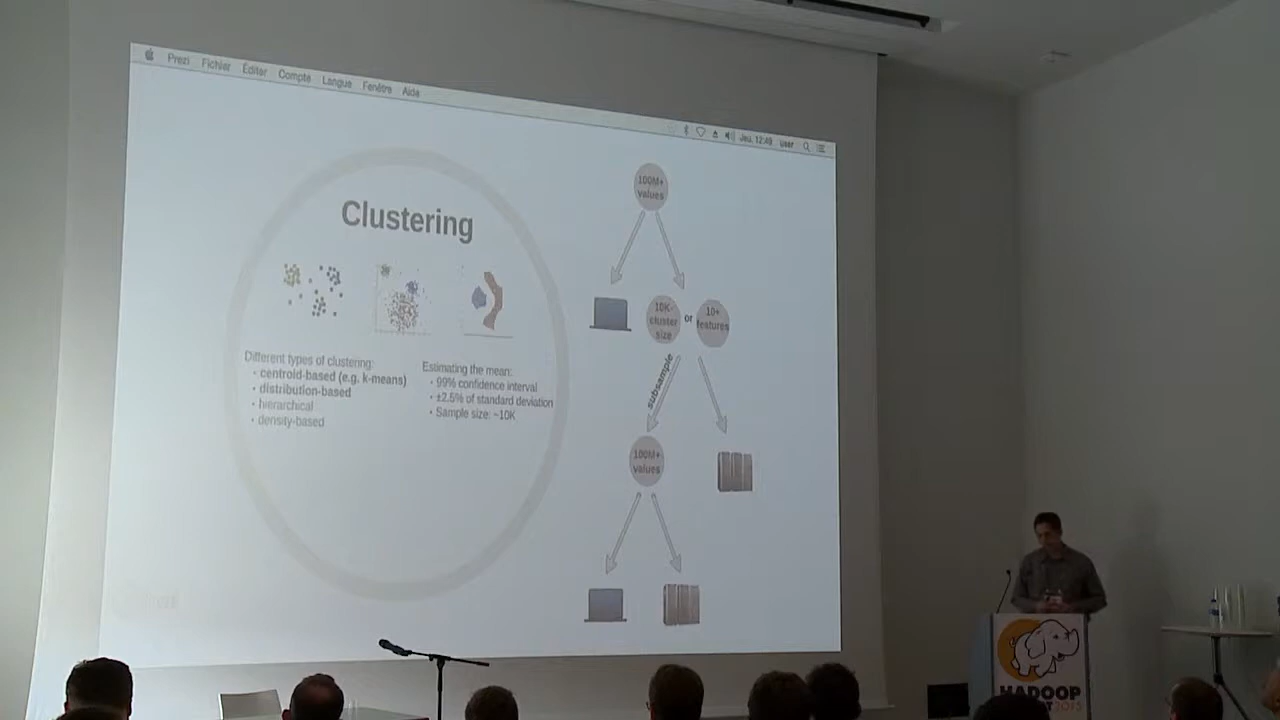 Prezi Fichier Éditer Compte Langue Fenêtre Aide
Jeu. 12:49 user
Clustering
Different types of clustering:
• centroid-based (e.g. k-means)
• distribution-based
• hierarchical
• density-based
Estimating the mean:
• 99% confidence interval
• ±2.5% of standard deviation
• Sample size: ~10K
100M+
values
10K-
cluster
size
or
10+
features
subsample
100M+
values
HADOOP
2015